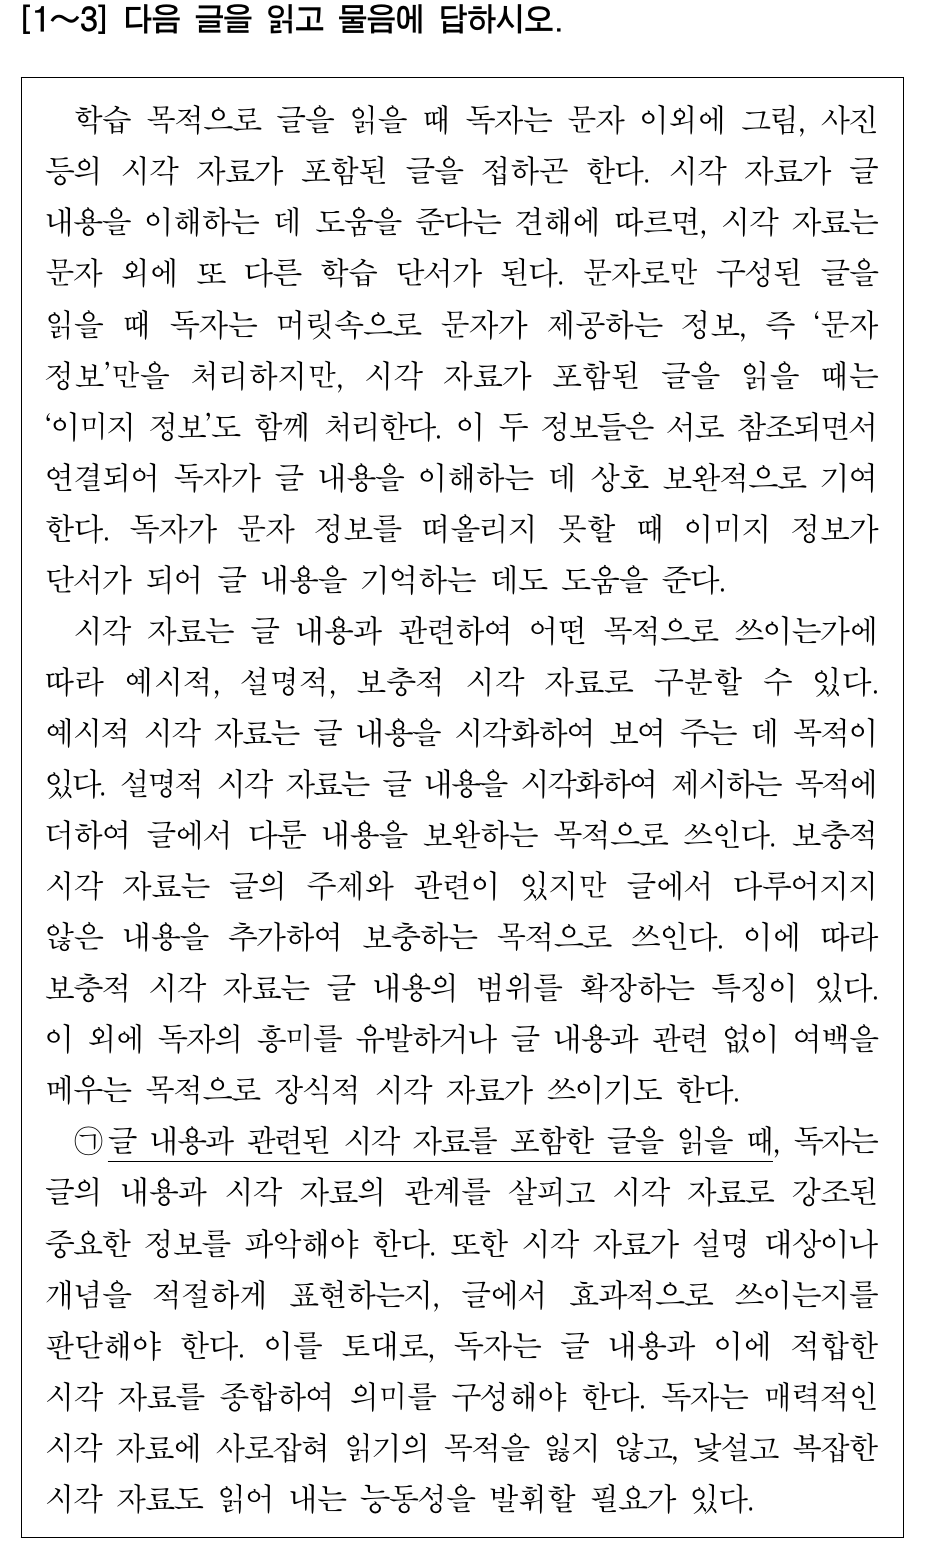 [1～3] 다음 글을 읽고 물음에 답하시오.
학습 목적으로 글을 읽을 때 독자는 문자 이외에 그림, 사진
등의 시각 자료가 포함된 글을 접하곤 한다. 시각 자료가 글
내용을 이해하는 데 도움을 준다는 견해에 따르면, 시각 자료는
문자 외에 또 다른 학습 단서가 된다. 문자로만 구성된 글을
읽을 때 독자는 머릿속으로 문자가 제공하는 정보, 즉 ‘문자
정보’만을 처리하지만, 시각 자료가 포함된 글을 읽을 때는
‘이미지 정보’도 함께 처리한다. 이 두 정보들은 서로 참조되면서
연결되어 독자가 글 내용을 이해하는 데 상호 보완적으로 기여
한다. 독자가 문자 정보를 떠올리지 못할 때 이미지 정보가
단서가 되어 글 내용을 기억하는 데도 도움을 준다.
시각 자료는 글 내용과 관련하여 어떤 목적으로 쓰이는가에
따라 예시적, 설명적, 보충적 시각 자료로 구분할 수 있다.
예시적 시각 자료는 글 내용을 시각화하여 보여 주는 데 목적이
있다. 설명적 시각 자료는 글 내용을 시각화하여 제시하는 목적에
더하여 글에서 다룬 내용을 보완하는 목적으로 쓰인다. 보충적
시각 자료는 글의 주제와 관련이 있지만 글에서 다루어지지
않은 내용을 추가하여 보충하는 목적으로 쓰인다. 이에 따라
보충적 시각 자료는 글 내용의 범위를 확장하는 특징이 있다.
이 외에 독자의 흥미를 유발하거나 글 내용과 관련 없이 여백을
메우는 목적으로 장식적 시각 자료가 쓰이기도 한다.
㉠글 내용과 관련된 시각 자료를 포함한 글을 읽을 때, 독자는
글의 내용과 시각 자료의 관계를 살피고 시각 자료로 강조된
중요한 정보를 파악해야 한다. 또한 시각 자료가 설명 대상이나
개념을 적절하게 표현하는지, 글에서 효과적으로 쓰이는지를
판단해야 한다. 이를 토대로, 독자는 글 내용과 이에 적합한
시각 자료를 종합하여 의미를 구성해야 한다. 독자는 매력적인
시각 자료에 사로잡혀 읽기의 목적을 잃지 않고, 낯설고 복잡한
시각 자료도 읽어 내는 능동성을 발휘할 필요가 있다.